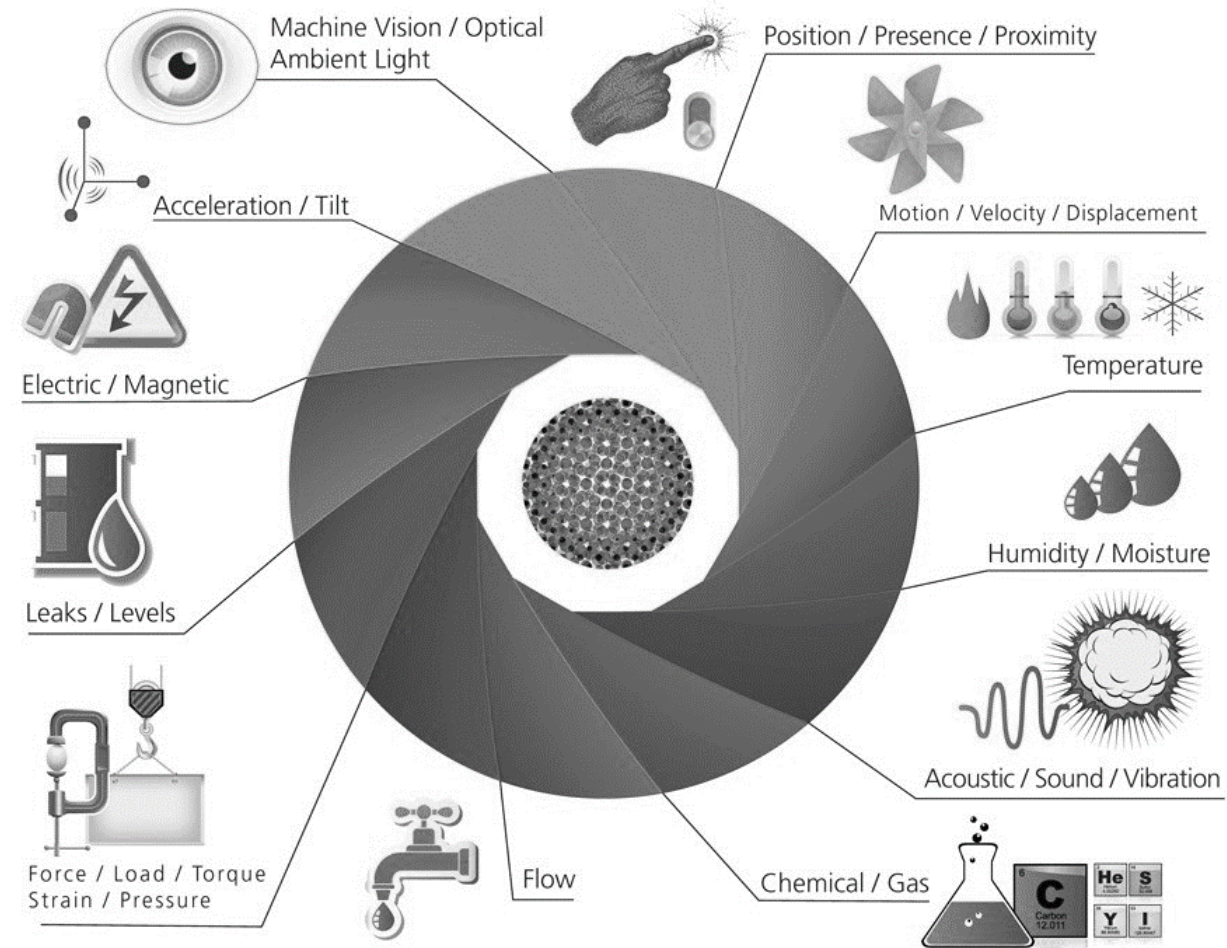 Machine Vision / Optical
Ambient Light
Position / Presence / Proximity
Acceleration / Tilt
Motion / Velocity / Displacement
Electric / Magnetic
Temperature
Humidity / Moisture
Leaks / Levels
Acoustic / Sound / Vibration
Force / Load / Torque
Strain / Pressure
Flow
Chemical / Gas
6
C
Carbon
12.011
He
S
Y
I